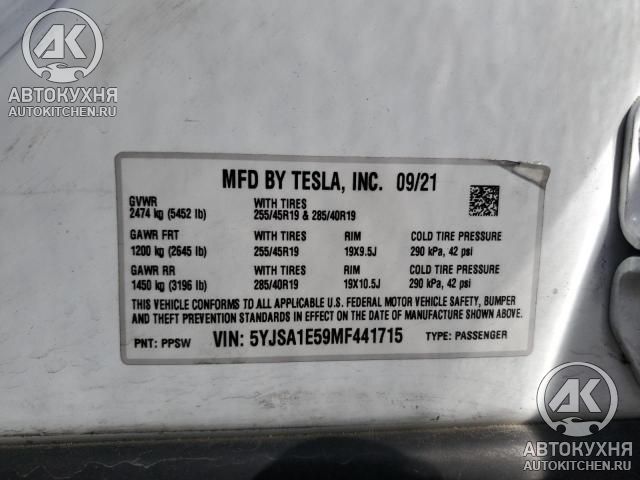 АК
АВТОКУХНЯ
AUTOKITCHEN.RU
MFD BY TESLA, INC. 09/21
GVWR WITH TIRES
2474 kg (5452 lb) 255/45R19 & 285/40R19
GAWR FRT WITH TIRES RIM COLD TIRE PRESSURE
1200 kg (2645 lb) 255/45R19 19X9.5J 290 kPa, 42 psi
GAWR RR WITH TIRES RIM COLD TIRE PRESSURE
1450 kg (3196 lb) 285/40R19 19X10.5J 290 kPa, 42 psi
THIS VEHICLE CONFORMS TO ALL APPLICABLE U.S. FEDERAL MOTOR VEHICLE SAFETY, BUMPER
AND THEFT PREVENTION STANDARDS IN EFFECT ON THE DATE OF MANUFACTURE SHOWN ABOVE.
PNT: PPSW VIN: 5YJSA1E59MF441715 TYPE: PASSENGER
АК
АВТОКУХНЯ
AUTOKITCHEN.RU